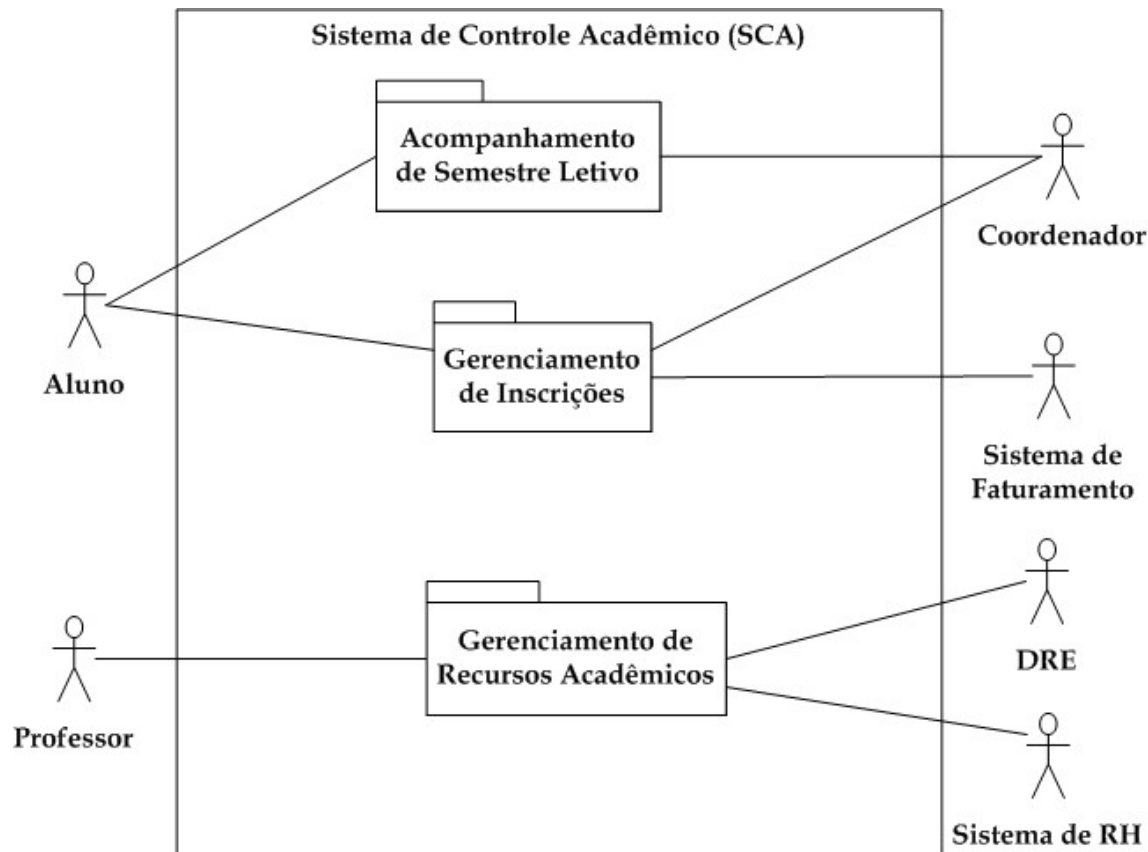 Sistema de Controle Acadêmico (SCA)
Acompanhamento
de Semestre Letivo
Coordenador
Aluno
Gerenciamento
de Inscrições
Sistema de
Faturamento
Gerenciamento de
Recursos Acadêmicos
DRE
Professor
Sistema de RH